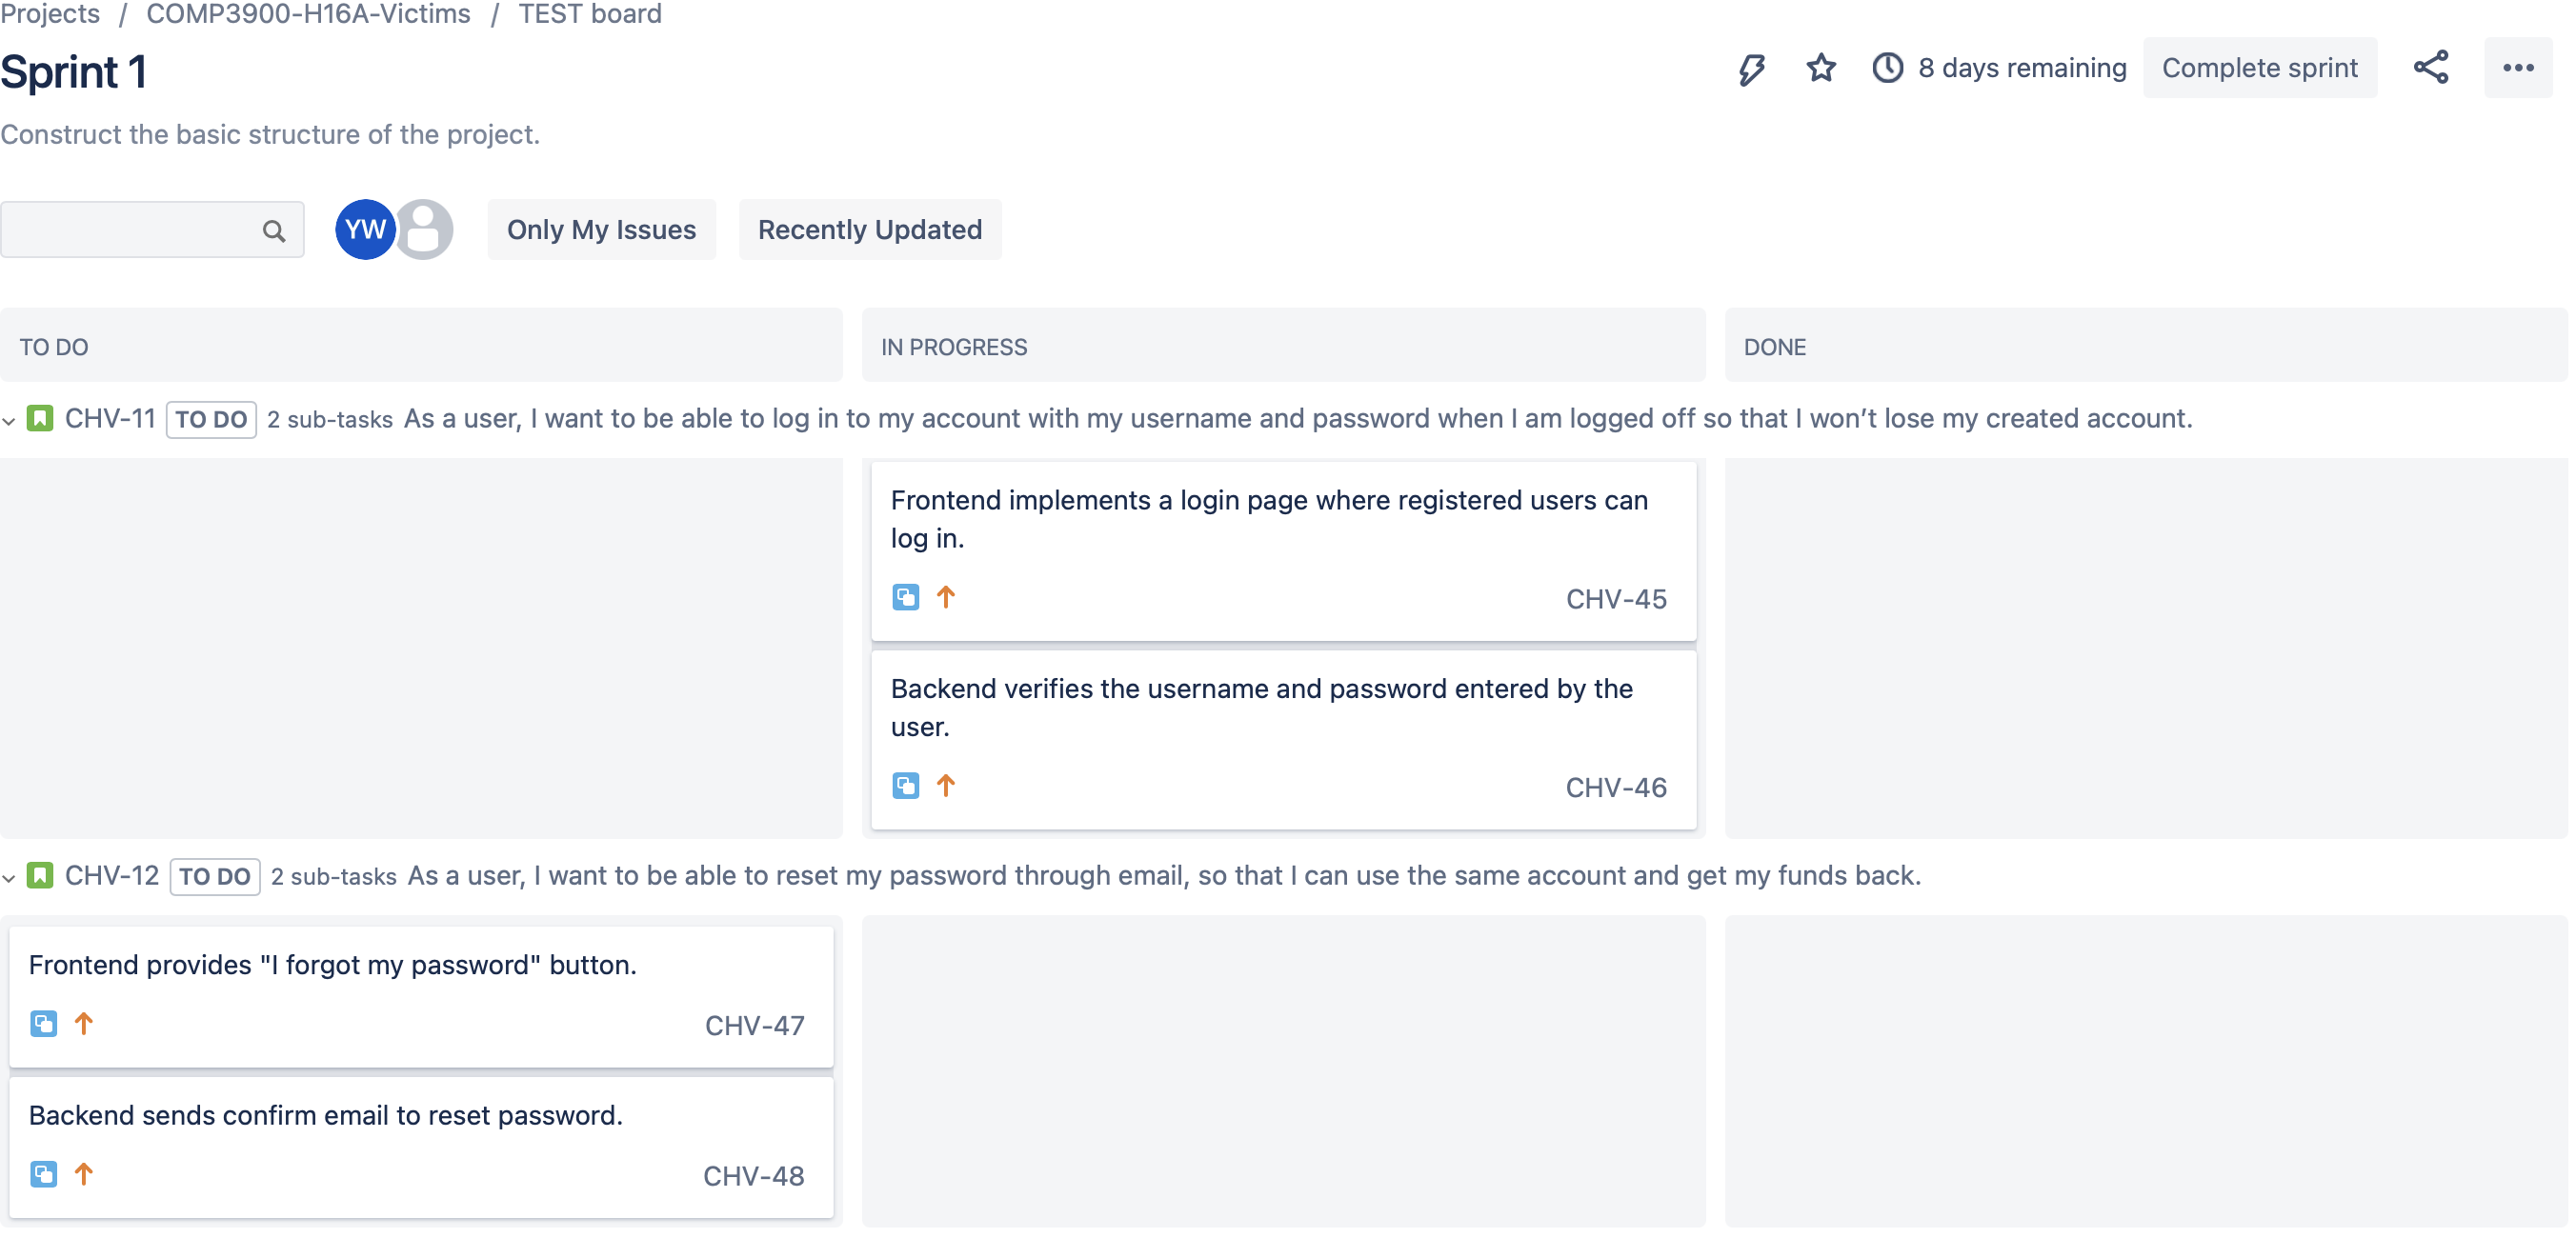 Projects / COMP3900-H16A-Victims / TEST board
Sprint 1
8 days remaining
Complete sprint
Construct the basic structure of the project.
YW
Only My Issues
Recently Updated
TO DO
IN PROGRESS
DONE
CHV-11 TO DO 2 sub-tasks As a user, I want to be able to log in to my account with my username and password when I am logged off so that I won’t lose my created account.
Frontend implements a login page where registered users can
log in.
CHV-45
Backend verifies the username and password entered by the
user.
CHV-46
CHV-12 TO DO 2 sub-tasks As a user, I want to be able to reset my password through email, so that I can use the same account and get my funds back.
Frontend provides "I forgot my password" button.
CHV-47
Backend sends confirm email to reset password.
CHV-48